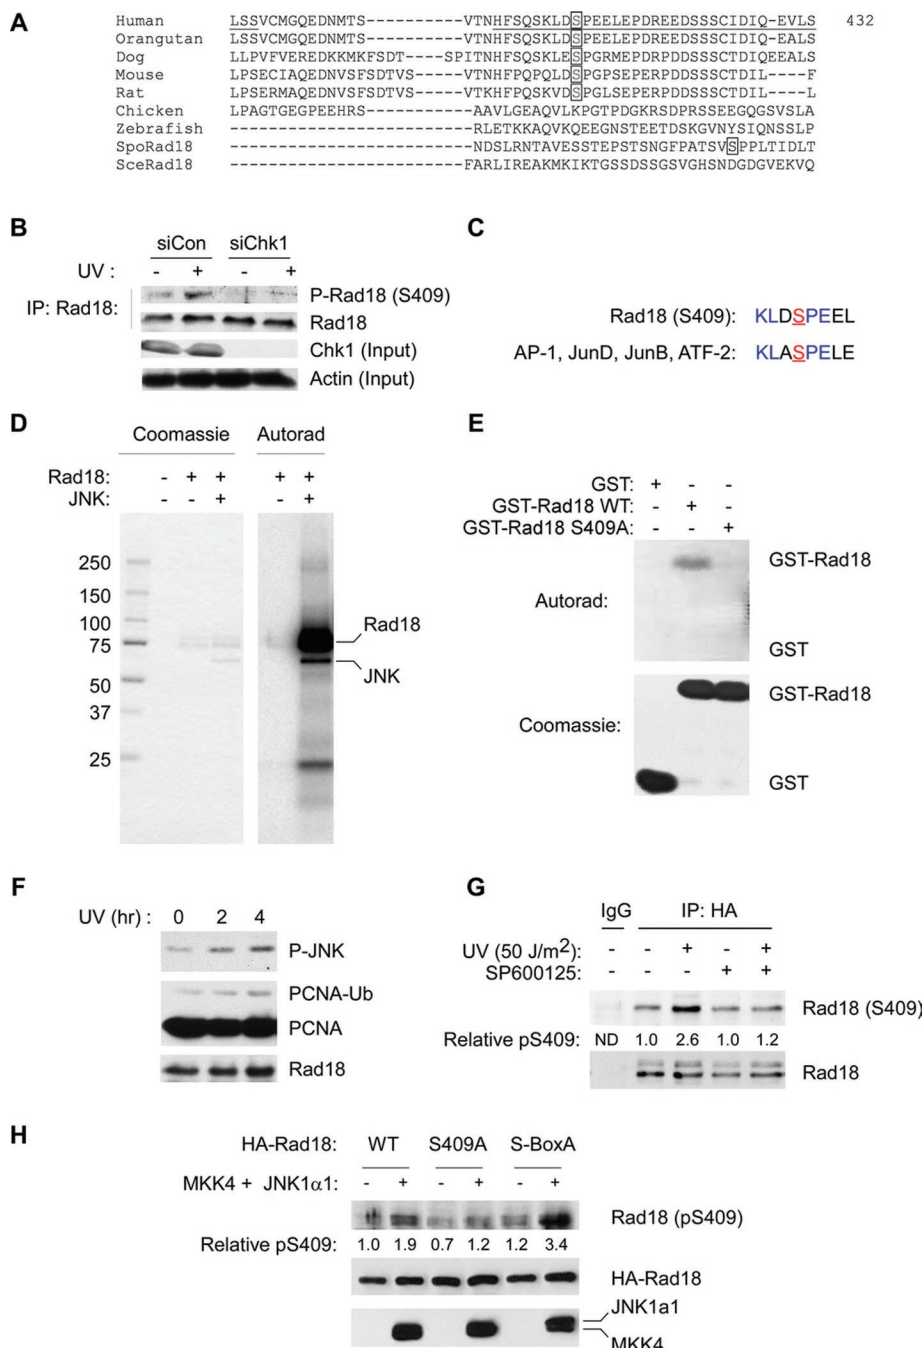 A
Human LSSVCMGQEDNMTS-----------VTNHFSQSKLDSPEELEPDREEDSSSCIDIQ-EVLS 432
Orangutan LSSVCMGQEDNMTS-----------VTNHFSQSKLDSPEELEPDREEDSSSCIDIQ-EALS
Dog LLPVFVEREDKKMKFSDT----SPITNHFSQSKLESPGRMEPDRPDDSSSCTDIQEEALS
Mouse LPSECIAQEDNVSFSDTVS------VTNHFPQPQLDSPGPSEPERPDDSSSCTDIL----F
Rat LPSERMAQEDNVSFSDTVS------VTKHFPQSKVDSPGLSEPERPDDSSSCTDIL----L
Chicken LPAGTGEGPEEHRS-----------AAVLGEAQVLKPGTPDGKRSDPRSSEEGQGSVSLA
Zebrafish -------------------------RLETKKAQVKQEEGNSTEETDSKGVNYSIQNSSLP
SpoRad18 -------------------------NDSLRNTAVESSTEPSTSNGFPATSVSPPLTIDLT
SceRad18 -------------------------FARLIREAKMKIKTGSSDSSGSVGHSNDGDGVEKVQ
B
siCon siChk1
UV : - + - +
IP: Rad18:
P-Rad18 (S409)
Rad18
Chk1 (Input)
Actin (Input)
C
Rad18 (S409): KLDSPEEL
AP-1, JunD, JunB, ATF-2: KLASPELE
D
Coomassie Autorad
Rad18: - + + + +
JNK: - - + - +
250
150
100
75
50
37
25
Rad18
JNK
E
GST: + - -
GST-Rad18 WT: - + -
GST-Rad18 S409A: - - +
Autorad:
GST-Rad18
GST
Coomassie:
GST-Rad18
GST
F
UV (hr) : 0 2 4
P-JNK
PCNA-Ub
PCNA
Rad18
G
IgG IP: HA
UV (50 J/m²): - - + - +
SP600125: - - - + +
Rad18 (S409)
Relative pS409: ND 1.0 2.6 1.0 1.2
Rad18
H
HA-Rad18: WT S409A S-BoxA
MKK4 + JNK1α1: - + - + - +
Rad18 (pS409)
Relative pS409: 1.0 1.9 0.7 1.2 1.2 3.4
HA-Rad18
JNK1a1
MKK4